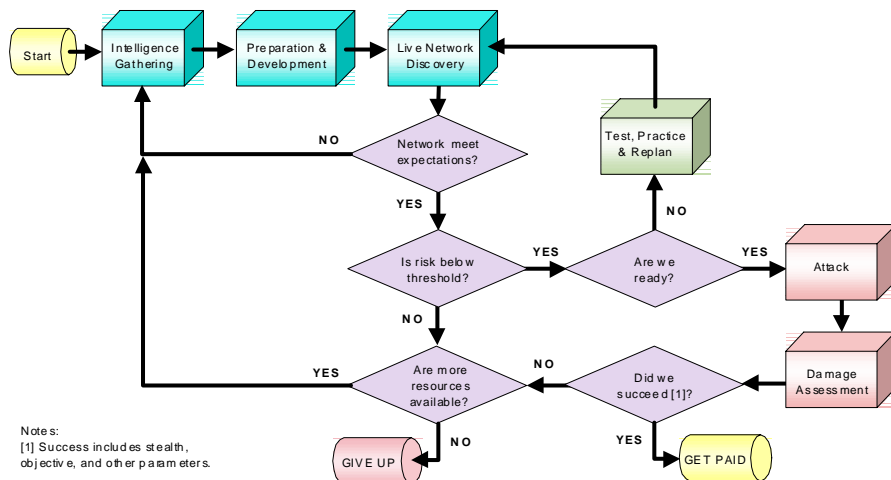 Start
Intelligence
Gathering
Preparation &
Development
Live Network
Discovery
NO
Network meet
expectations?
Test, Practice
& Replan
YES
NO
Is risk below
threshold?
YES
Are we
ready?
YES
Attack
NO
YES
Are more
resources
available?
NO
Did we
succeed [1]?
Damage
Assessment
Notes:
[1] Success includes stealth,
objective, and other parameters.
NO
GIVE UP
YES
GET PAID